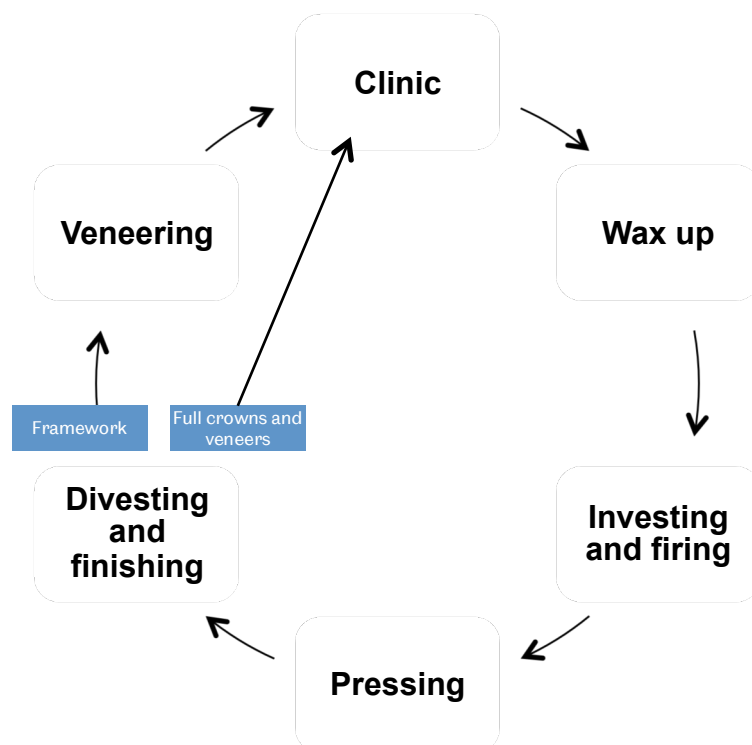 Clinic
Wax up
Investing
and firing
Pressing
Divesting
and
finishing
Framework
Full crowns and
veneers
Veneering